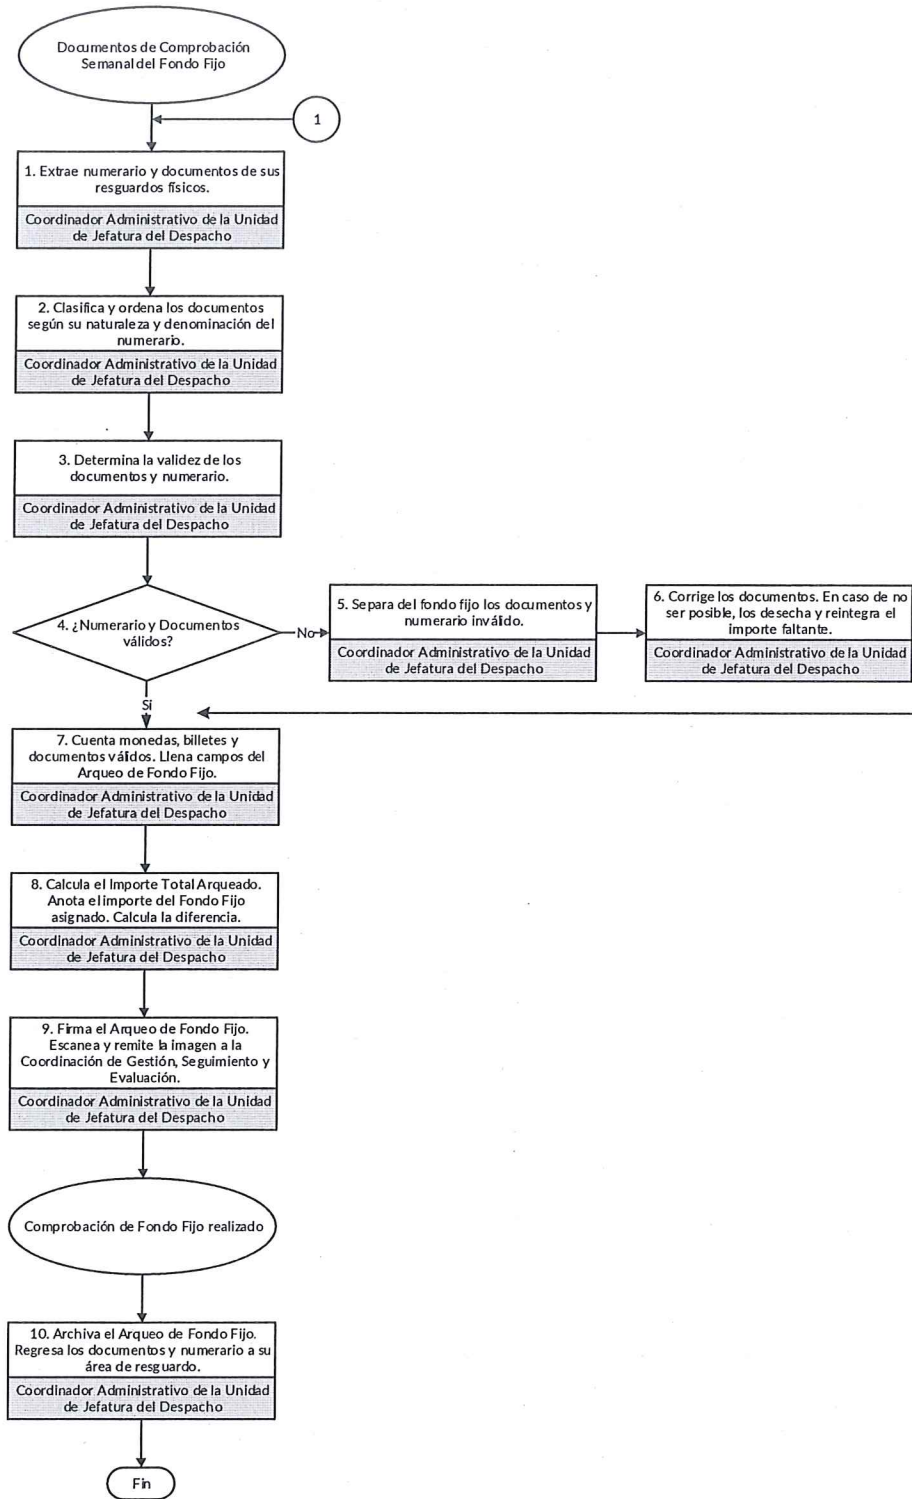 Documentos de Comprobación
Semanal del Fondo Fijo
1
1. Extrae numerario y documentos de sus
resguardos físicos.
Coordinador Administrativo de la Unidad
de Jefatura del Despacho
2. Clasifica y ordena los documentos
según su naturaleza y denominación del
numerario.
Coordinador Administrativo de la Unidad
de Jefatura del Despacho
3. Determina la validez de los
documentos y numerario.
Coordinador Administrativo de la Unidad
de Jefatura del Despacho
4. ¿Numerario y Documentos
válidos?
No
5. Separa del fondo fijo los documentos y
numerario inválido.
Coordinador Administrativo de la Unidad
de Jefatura del Despacho
6. Corrige los documentos. En caso de no
ser posible, los desecha y reintegra el
importe faltante.
Coordinador Administrativo de la Unidad
de Jefatura del Despacho
Si
7. Cuenta monedas, billetes y
documentos válidos. Llena campos del
Arqueo de Fondo Fijo.
Coordinador Administrativo de la Unidad
de Jefatura del Despacho
8. Calcula el Importe Total Arqueado.
Anota el importe del Fondo Fijo
asignado. Calcula la diferencia.
Coordinador Administrativo de la Unidad
de Jefatura del Despacho
9. Firma el Arqueo de Fondo Fijo.
Escanea y remite la imagen a la
Coordinación de Gestión, Seguimiento y
Evaluación.
Coordinador Administrativo de la Unidad
de Jefatura del Despacho
Comprobación de Fondo Fijo realizado
10. Archiva el Arqueo de Fondo Fijo.
Regresa los documentos y numerario a su
área de resguardo.
Coordinador Administrativo de la Unidad
de Jefatura del Despacho
Fin